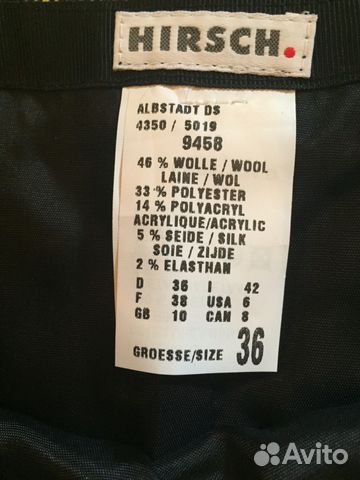 HIRSCH.
ALBSTADT DS
4350 / 5019
9458
46 % WOLLE / WOOL
LAINE / WOL
33 % POLYESTER
14 % POLYACRYL
ACRYLIQUE/ACRYLIC
5 % SEIDE / SILK
SOIE / ZIJDE
2 % ELASTHAN
D 36 I 42
F 38 USA 6
GB 10 CAN 8
GROESSE/SIZE 36
Avito